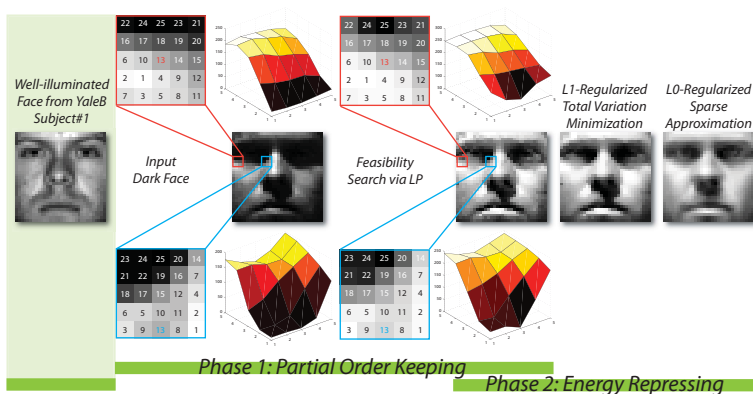 22 24 25 23 21
16 17 18 19 20
6 10 13 14 15
2 1 4 9 12
7 3 5 8 11
22 24 25 23 21
16 17 18 19 20
6 10 13 14 15
2 1 4 9 12
7 3 5 8 11
Well-illuminated
Face from YaleB
Subject#1
Input
Dark Face
Feasibility
Search via LP
L1-Regularized
Total Variation
Minimization
L0-Regularized
Sparse
Approximation
23 24 25 20 14
21 22 19 16 7
18 17 15 12 4
6 5 10 11 2
3 9 13 8 1
23 24 25 20 14
21 22 19 16 7
18 17 15 12 4
6 5 10 11 2
3 9 13 8 1
Phase 1: Partial Order Keeping
Phase 2: Energy Repressing